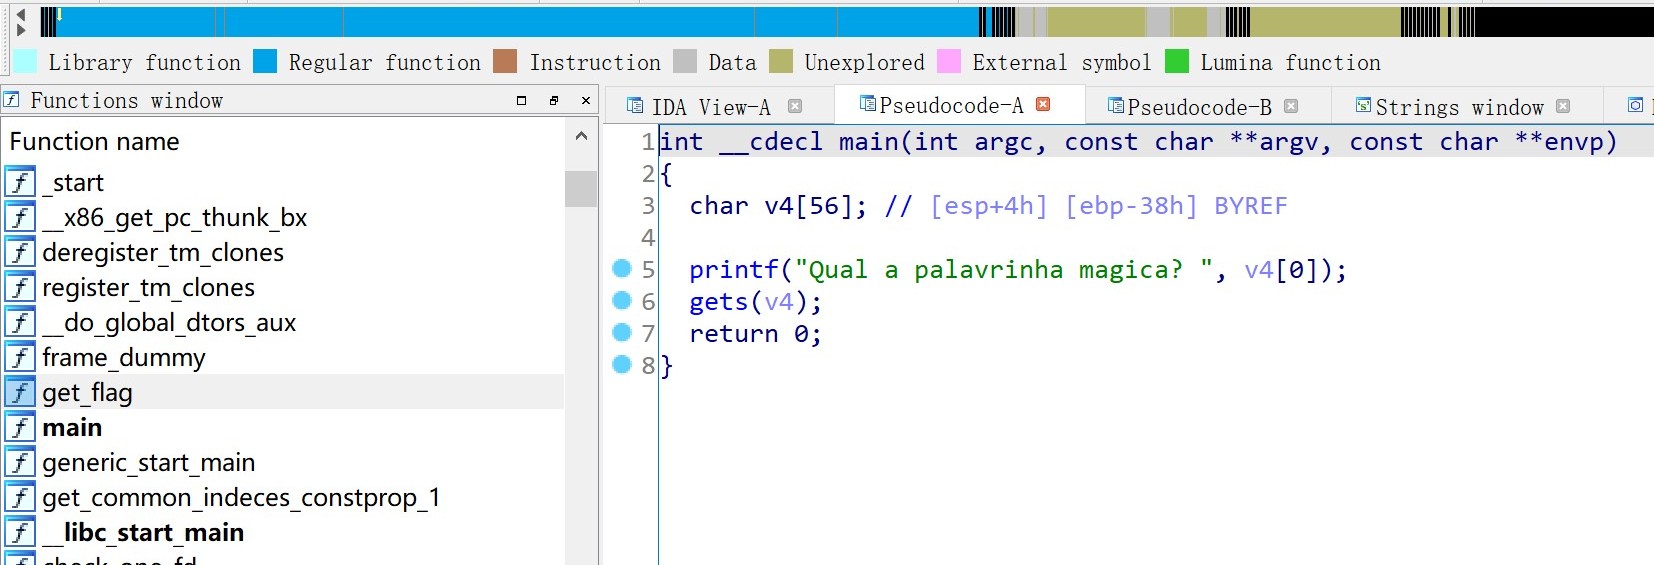 Library function Regular function Instruction Data Unexplored External symbol Lumina function
Functions window
IDA View-A Pseudocode-A Pseudocode-B Strings window
Function name
_start
__x86_get_pc_thunk_bx
deregister_tm_clones
register_tm_clones
__do_global_dtors_aux
frame_dummy
get_flag
main
generic_start_main
get_common_indeces_constprop_1
__libc_start_main
1 int __cdecl main(int argc, const char **argv, const char **envp)
2 {
3 char v4[56]; // [esp+4h] [ebp-38h] BYREF
4
5 printf("Qual a palavrinha magica? ", v4[0]);
6 gets(v4);
7 return 0;
8 }